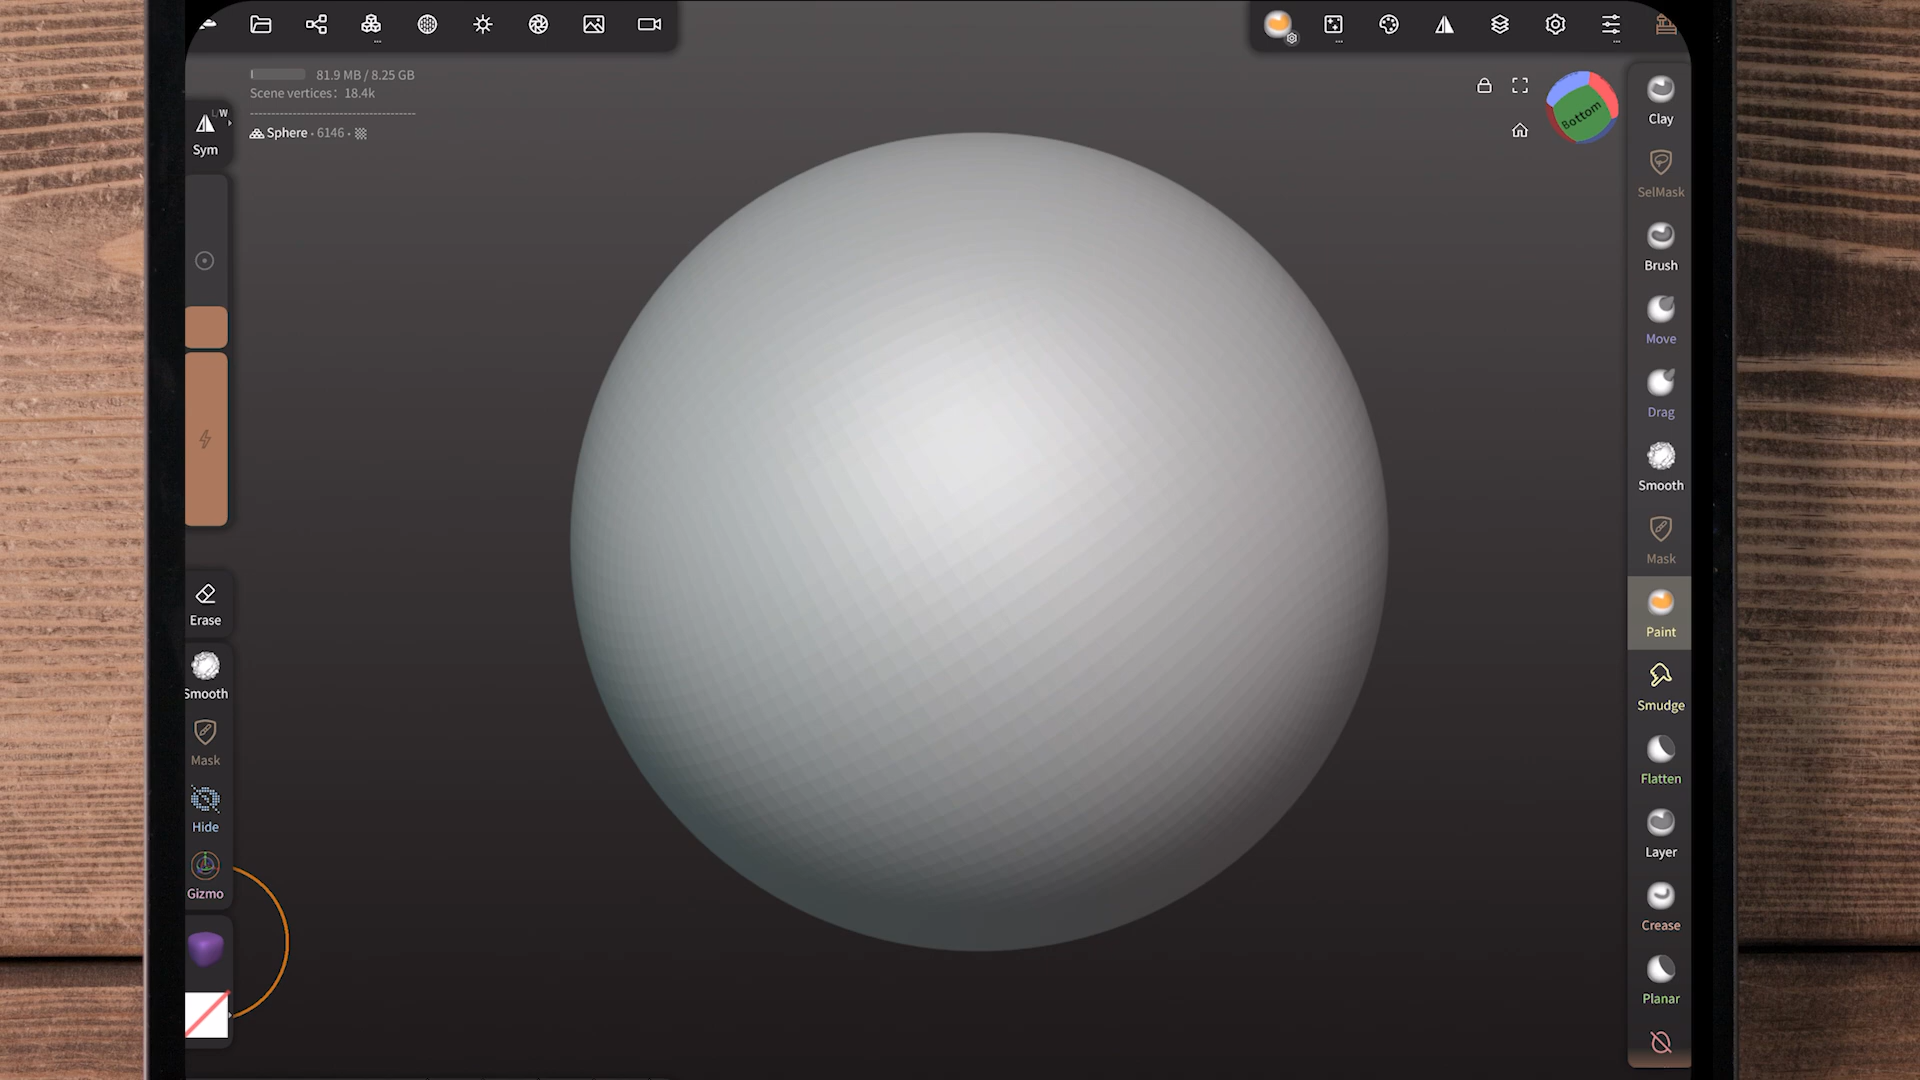 81.9 MB / 8.25 GB
Scene vertices: 18.4k
Sphere • 6146 •
L/W
Sym
Erase
Smooth
Mask
Hide
Gizmo
Bottom
Clay
SelMask
Brush
Move
Drag
Smooth
Mask
Paint
Smudge
Flatten
Layer
Crease
Planar